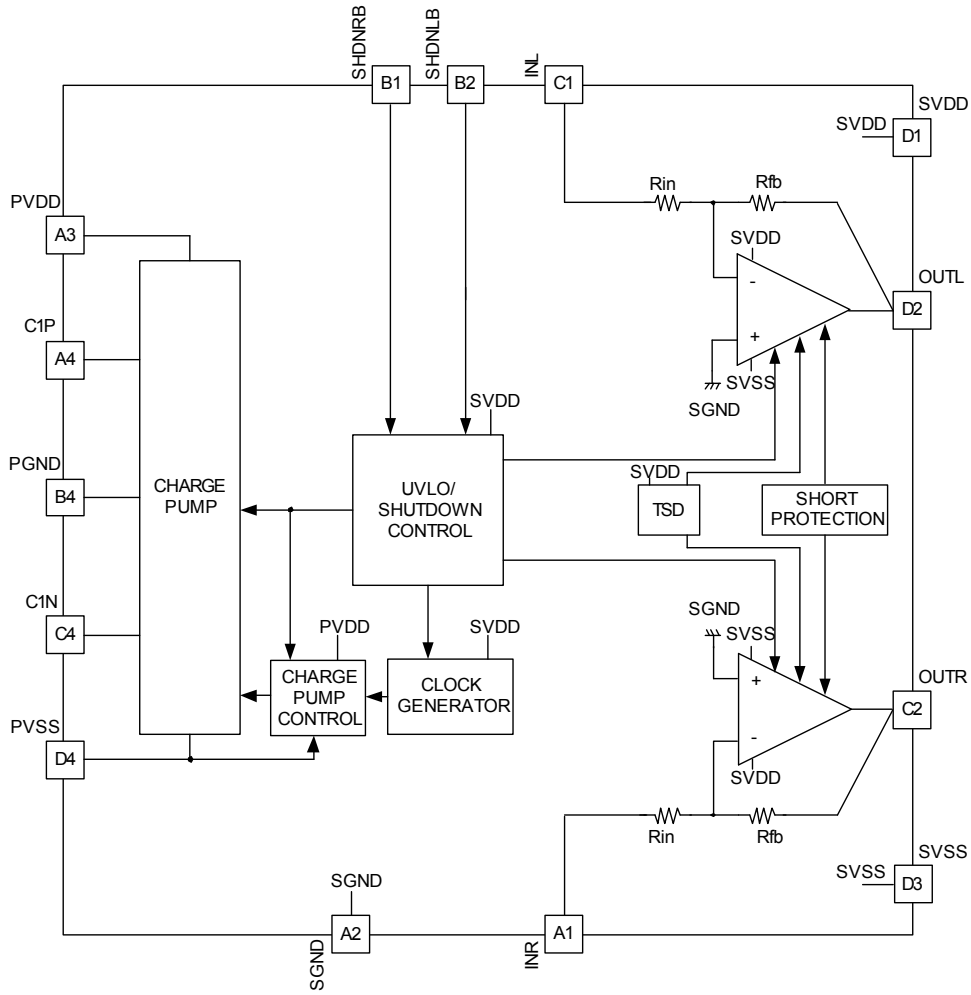 SHDNRB
SHDNLB
INL
B1
B2
C1
SVDD
SVDD
D1
PVDD
A3
Rin
Rfb
SVDD
-
+
SVSS
SGND
OUTL
D2
C1P
A4
SVDD
PGND
B4
CHARGE
PUMP
UVLO/
SHUTDOWN
CONTROL
SVDD
TSD
SHORT
PROTECTION
C1N
C4
PVDD
SVDD
CHARGE
PUMP
CONTROL
CLOCK
GENERATOR
SGND
SVSS
+
-
SVDD
OUTR
C2
PVSS
D4
Rin
Rfb
SVSS
SVSS
D3
SGND
A2
SGND
A1
INR